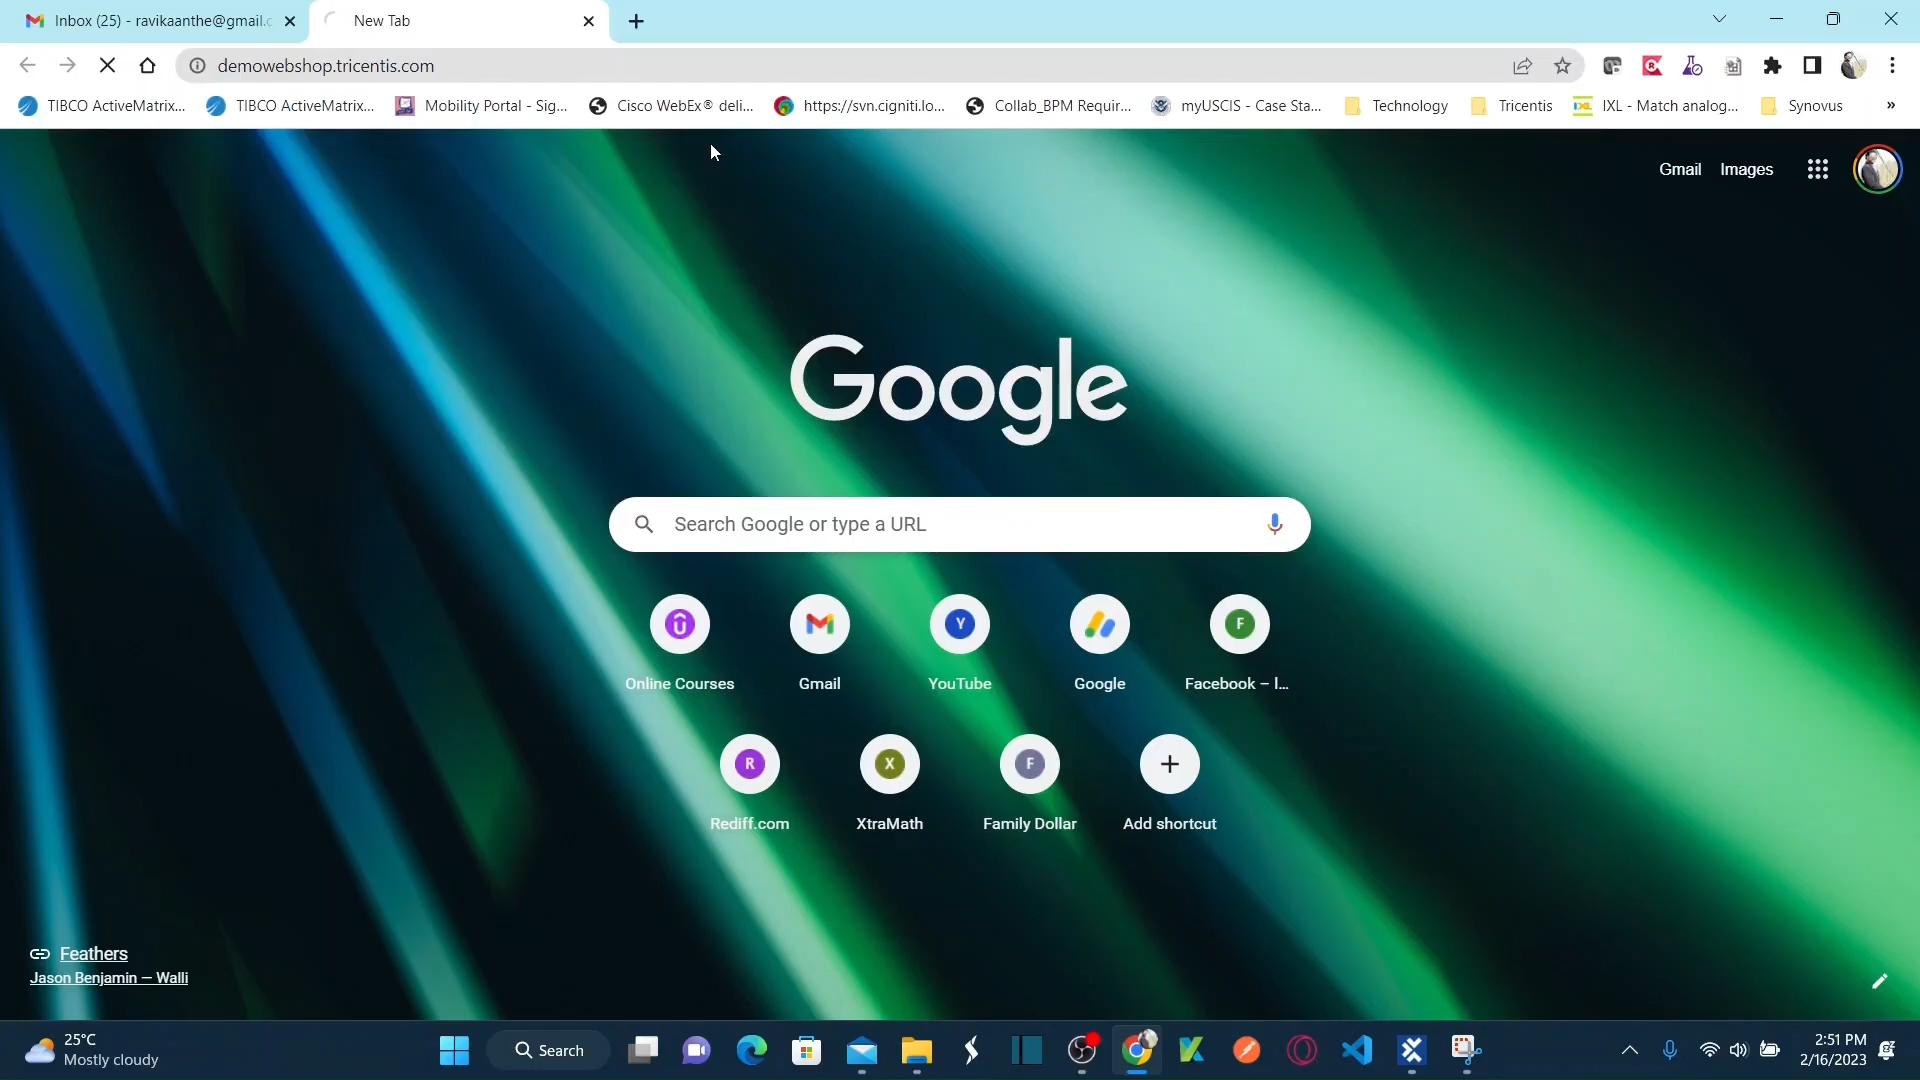 Inbox (25) - ravikaanthe@gmail.c
New Tab
demowebshop.tricentis.com
TIBCO ActiveMatrix...
TIBCO ActiveMatrix...
Mobility Portal - Sig...
Cisco WebEx® deli...
https://svn.cigniti.lo...
Collab_BPM Requir...
myUSCIS - Case Sta...
Technology
Tricentis
IXL - Match analog...
Synovus
»
Gmail
Images
Google
Search Google or type a URL
Y
F
Online Courses
Gmail
YouTube
Google
Facebook – l...
R
X
F
Rediff.com
XtraMath
Family Dollar
Add shortcut
Feathers
Jason Benjamin — Walli
25°C
Mostly cloudy
Search
2:51 PM
2/16/2023